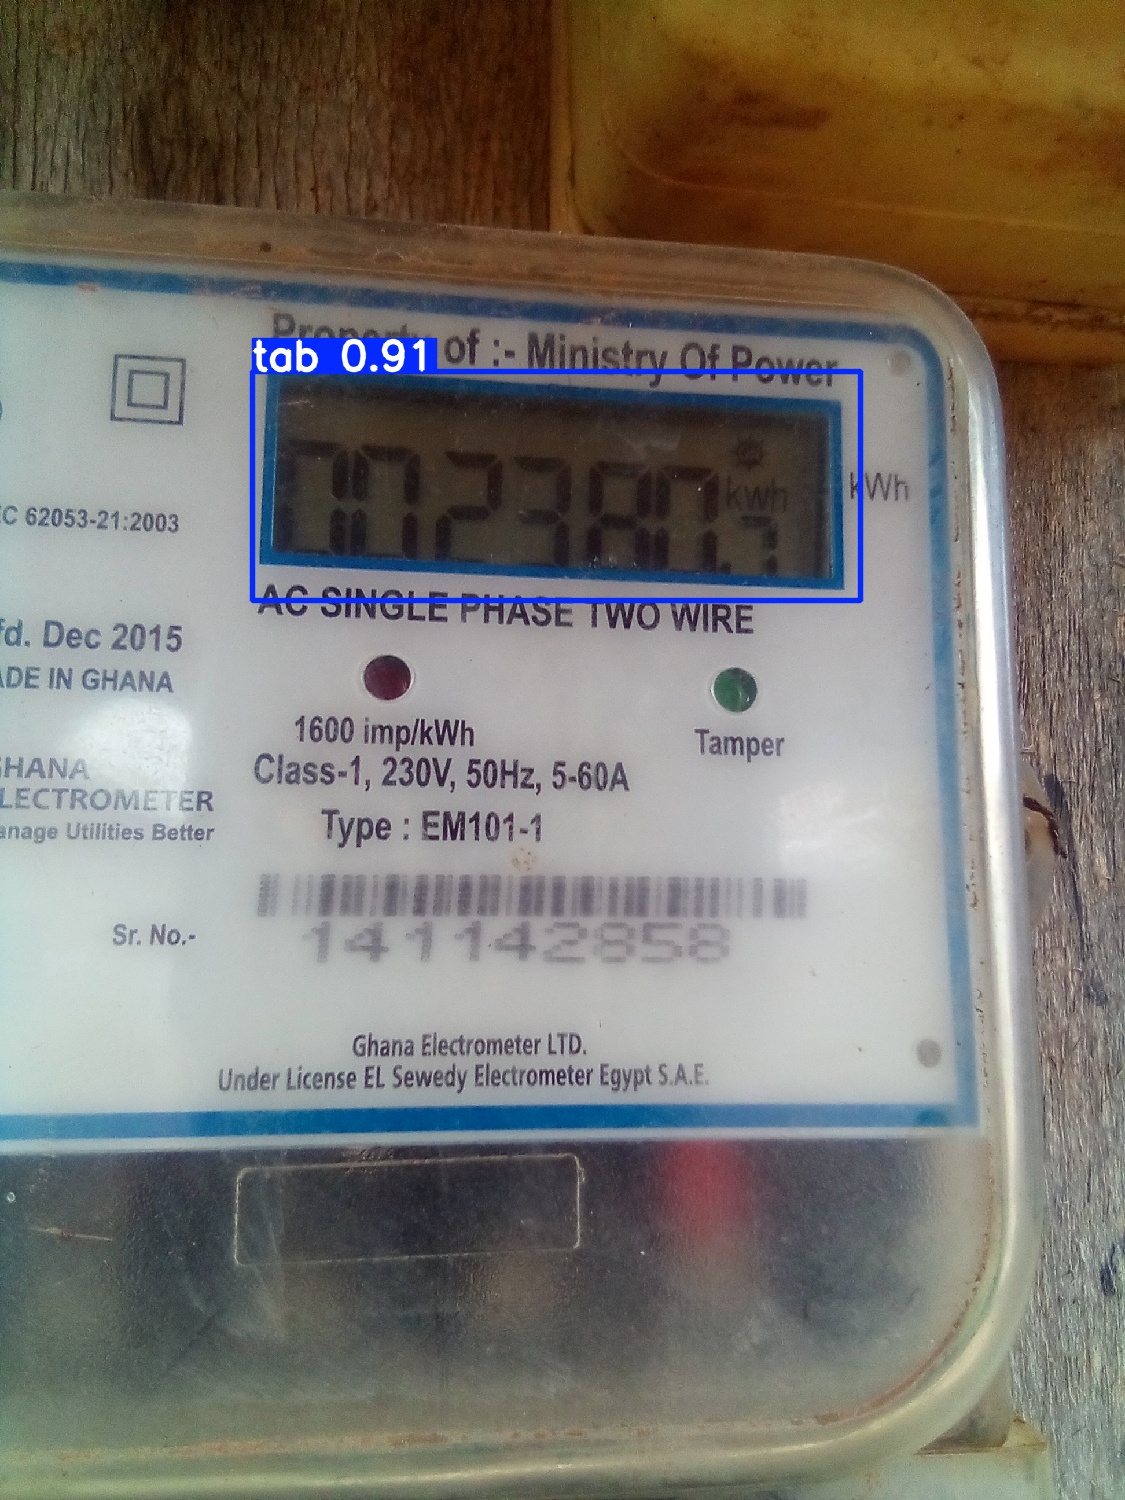 tab 0.91
of :- Ministry Of Power
kWh
kWh
C 62053-21:2003
AC SINGLE PHASE TWO WIRE
fd. Dec 2015
ADE IN GHANA
1600 imp/kWh
Tamper
Class-1, 230V, 50Hz, 5-60A
GHANA
LECTROMETER
anage Utilities Better
Type : EM101-1
Sr. No.-
141142858
Ghana Electrometer LTD.
Under License EL Sewedy Electrometer Egypt S.A.E.